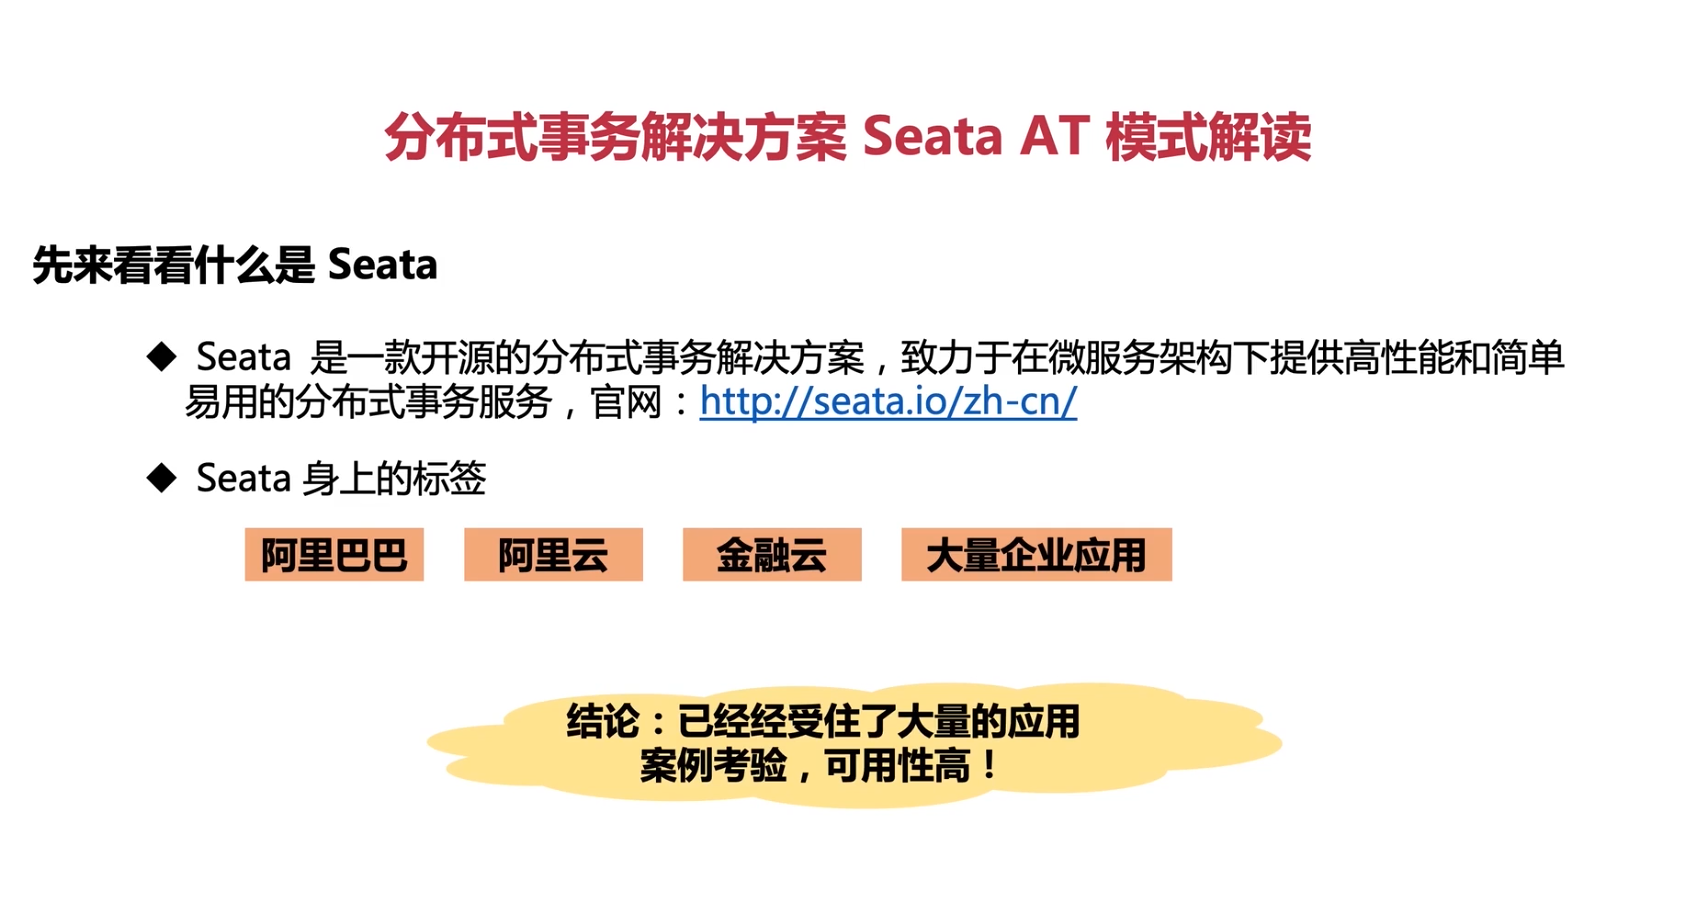 分布式事务解决方案 Seata AT 模式解读
先来看看什么是 Seata
◆ Seata 是一款开源的分布式事务解决方案，致力于在微服务架构下提供高性能和简单
易用的分布式事务服务，官网：http://seata.io/zh-cn/
◆ Seata 身上的标签
阿里巴巴 阿里云 金融云 大量企业应用
结论：已经经受住了大量的应用
案例考验，可用性高！